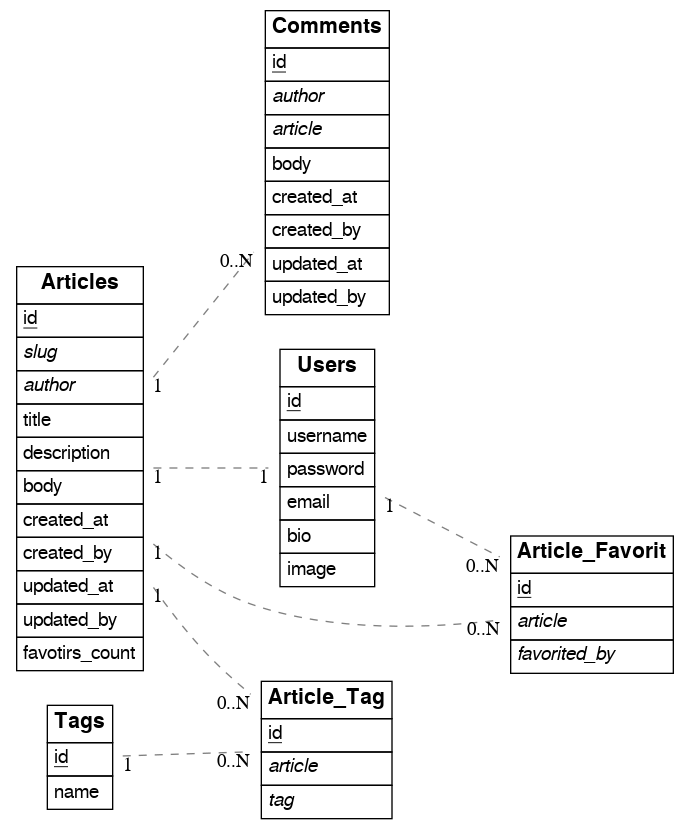 Comments
id
author
article
body
created_at
created_by
updated_at
updated_by
0..N
1
Articles
id
slug
author
title
description
body
created_at
created_by
updated_at
updated_by
favotirs_count
Users
id
username
password
email
bio
image
1
1
1
0..N
1
0..N
Article_Favorit
id
article
favorited_by
1
0..N
Article_Tag
id
article
tag
Tags
id
name
1
0..N